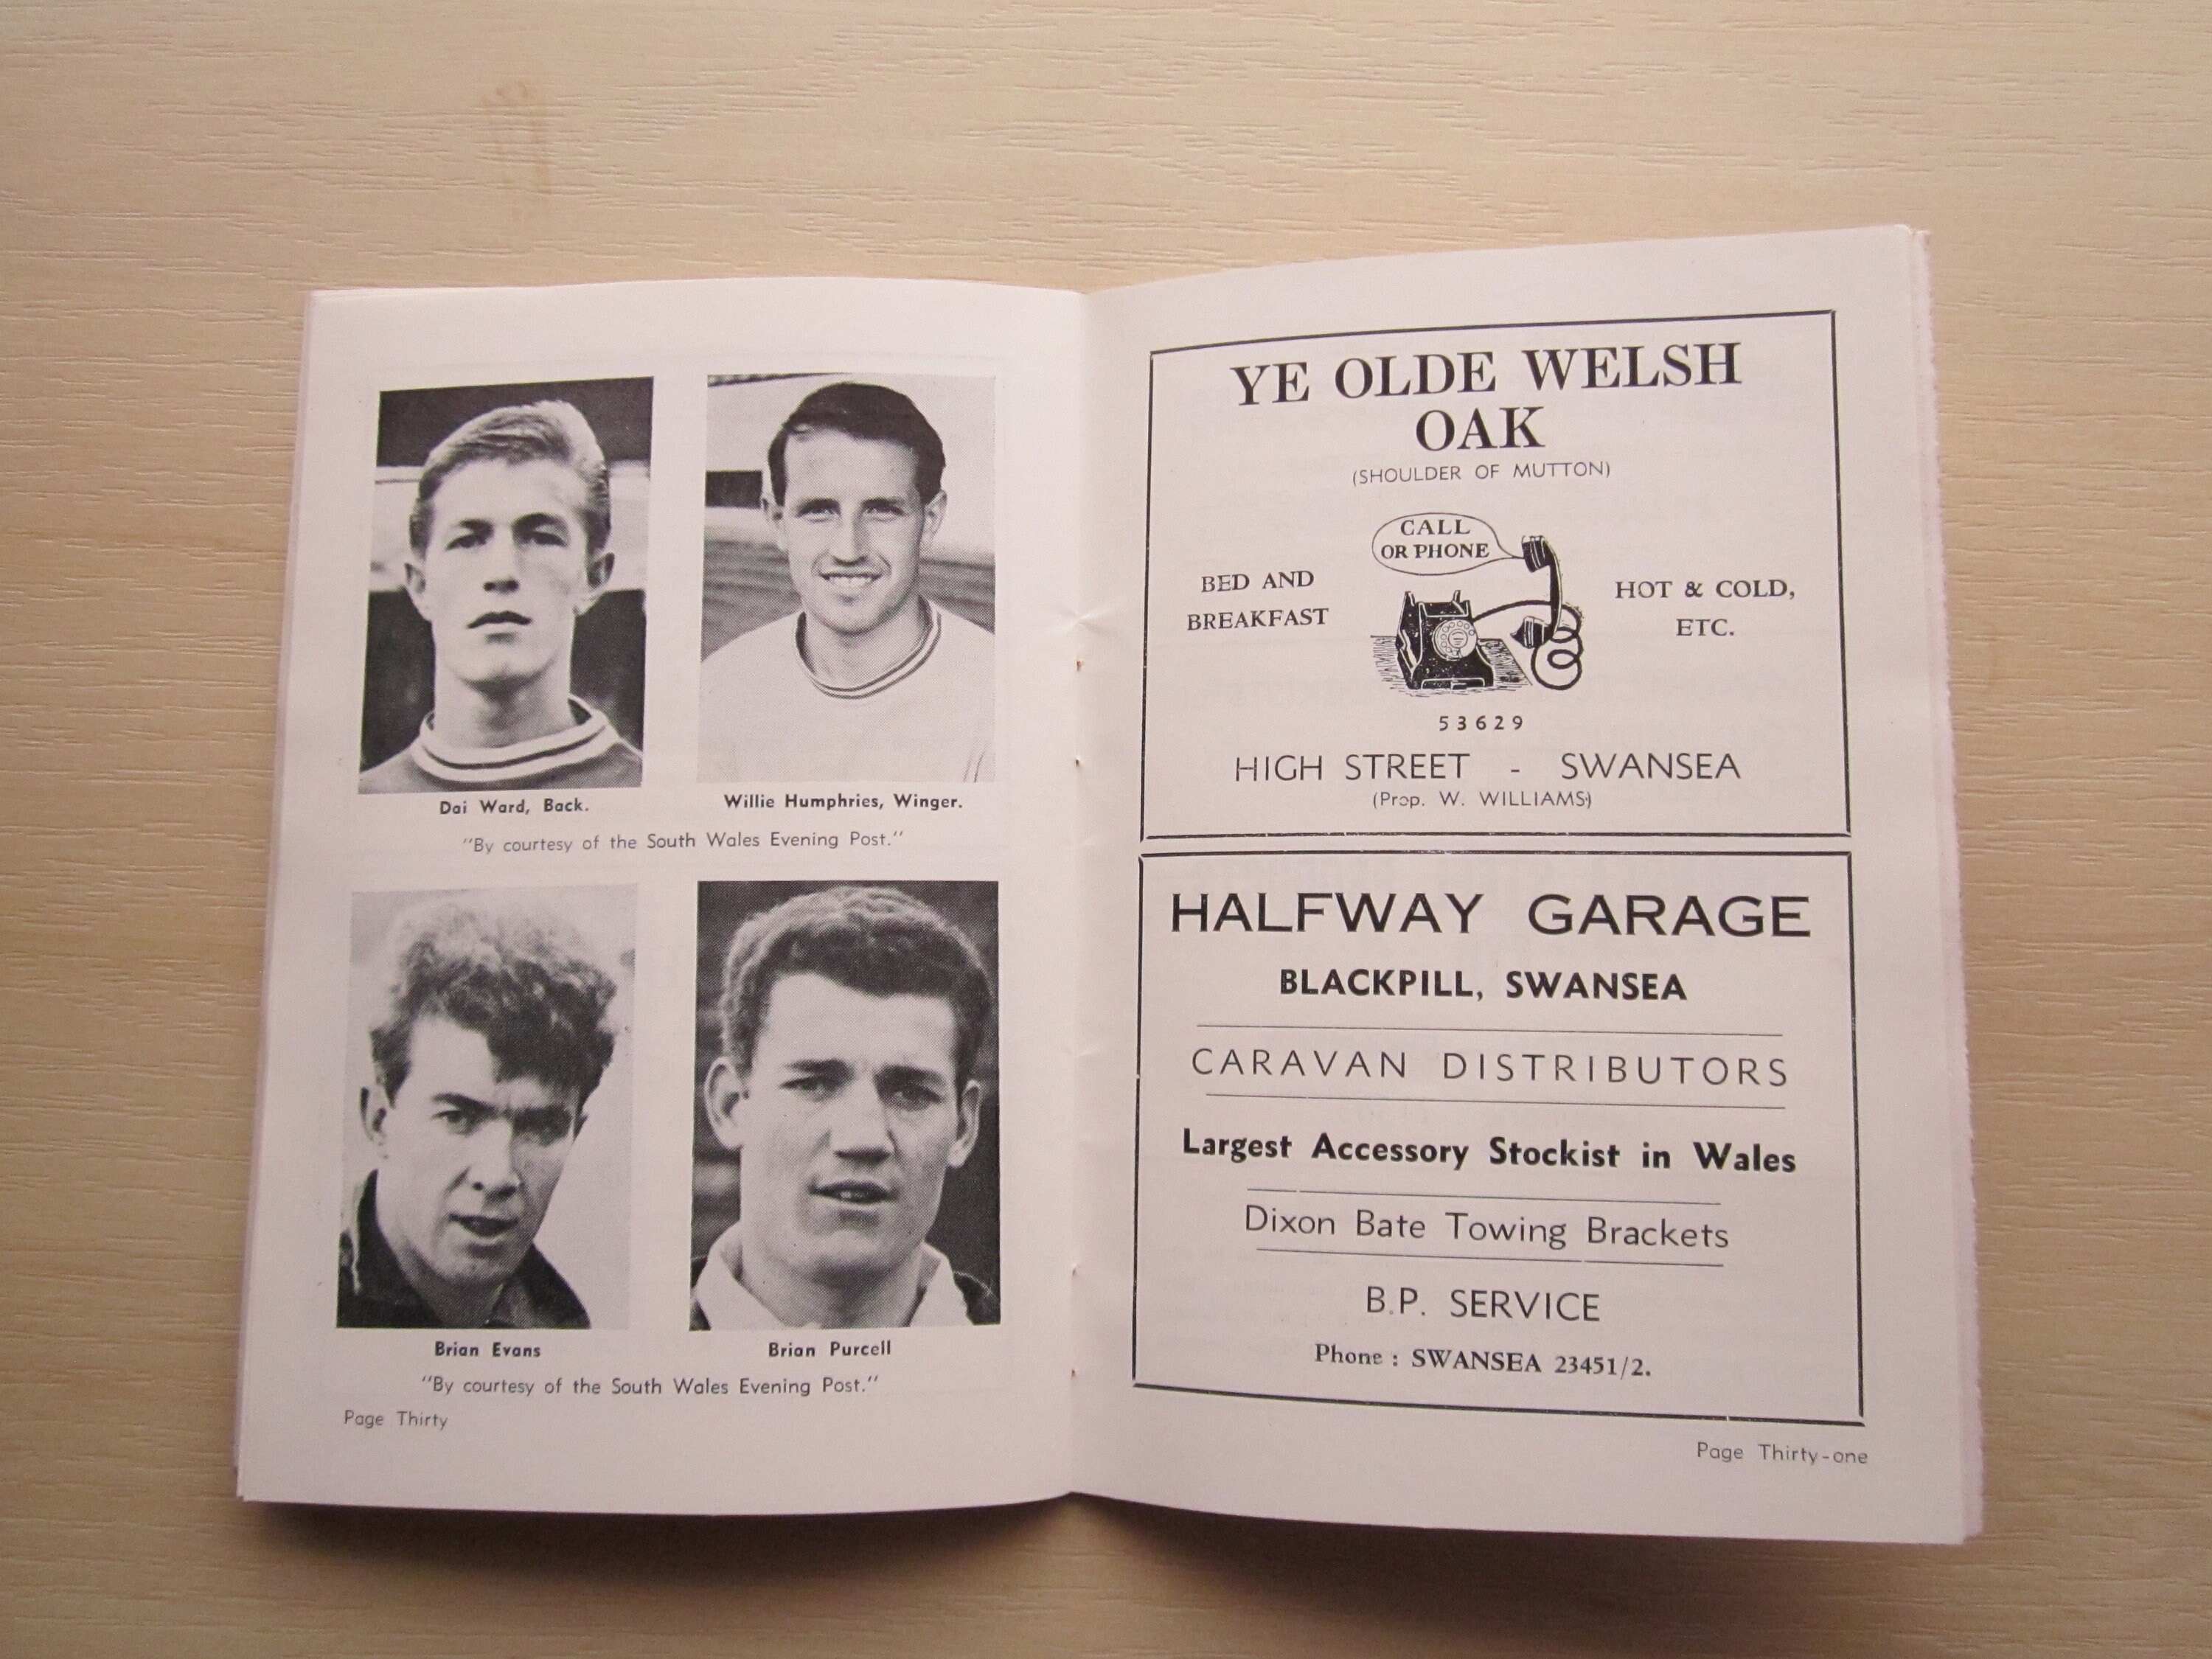 Dai Ward, Back.
Willie Humphries, Winger.
"By courtesy of the South Wales Evening Post."
Brian Evans
Brian Purcell
"By courtesy of the South Wales Evening Post."
Page Thirty
YE OLDE WELSH
OAK
(SHOULDER OF MUTTON)
CALL
OR PHONE
BED AND
BREAKFAST
HOT & COLD,
ETC.
53629
HIGH STREET - SWANSEA
(Prop. W. WILLIAMS)
HALFWAY GARAGE
BLACKPILL, SWANSEA
CARAVAN DISTRIBUTORS
Largest Accessory Stockist in Wales
Dixon Bate Towing Brackets
B.P. SERVICE
Phone : SWANSEA 23451/2.
Page Thirty-one